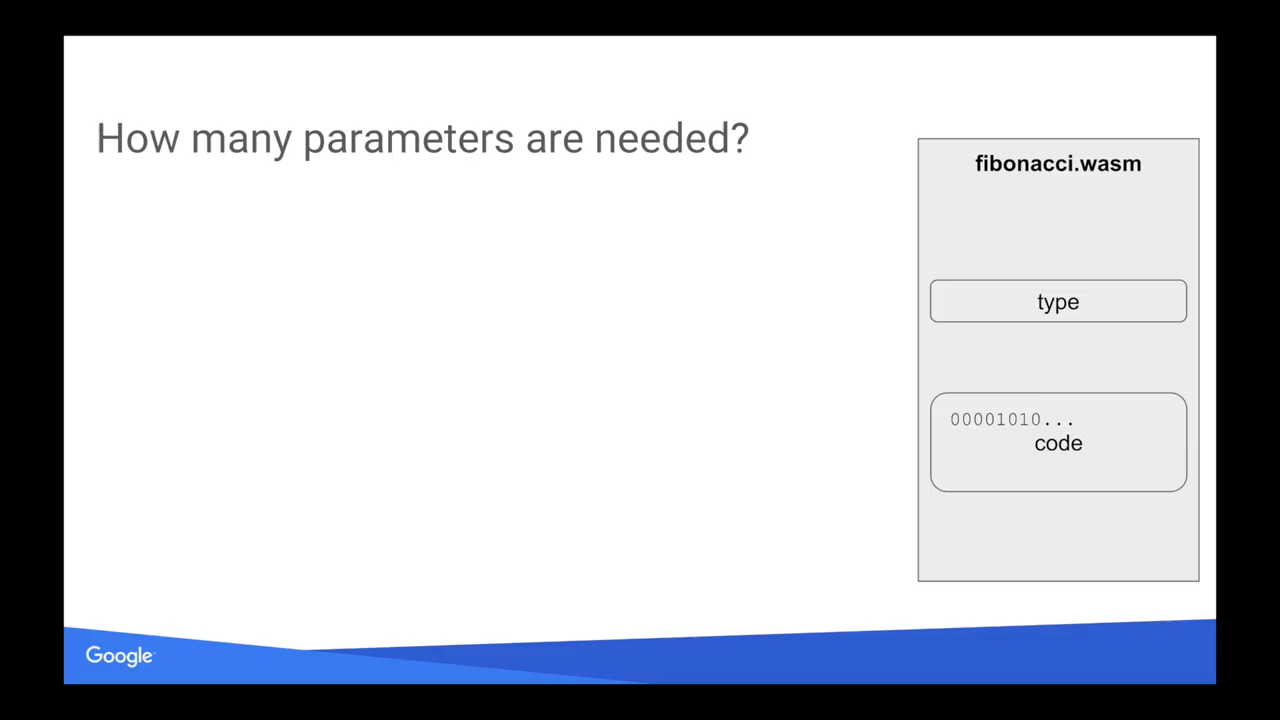 How many parameters are needed?
fibonacci.wasm
type
00001010...
code
Google